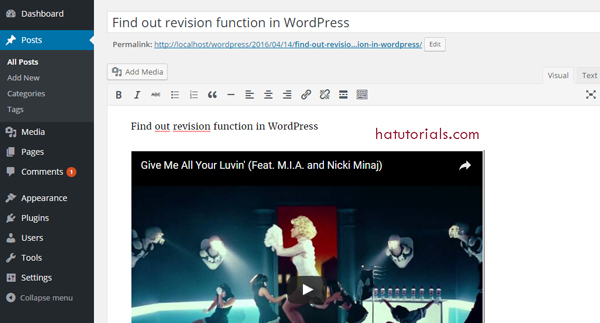 Dashboard
Posts
All Posts
Add New
Categories
Tags
Media
Pages
Comments 1
Appearance
Plugins
Users
Tools
Settings
Collapse menu
Find out revision function in WordPress
Permalink: http://localhost/wordpress/2016/04/14/find-out-revisio...ion-in-wordpress/ Edit
Add Media
Visual Text
B I ABC
Find out revision function in WordPress
hatutorials.com
Give Me All Your Luvin' (Feat. M.I.A. and Nicki Minaj)